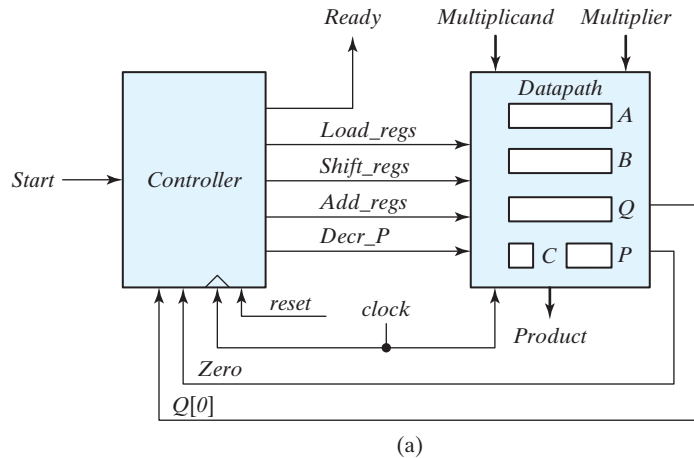 Ready
Multiplicand
Multiplier
Datapath
A
Load_regs
B
Shift_regs
Start
Controller
Add_regs
Q
Decr_P
C
P
reset
clock
Product
Zero
Q[0]
(a)